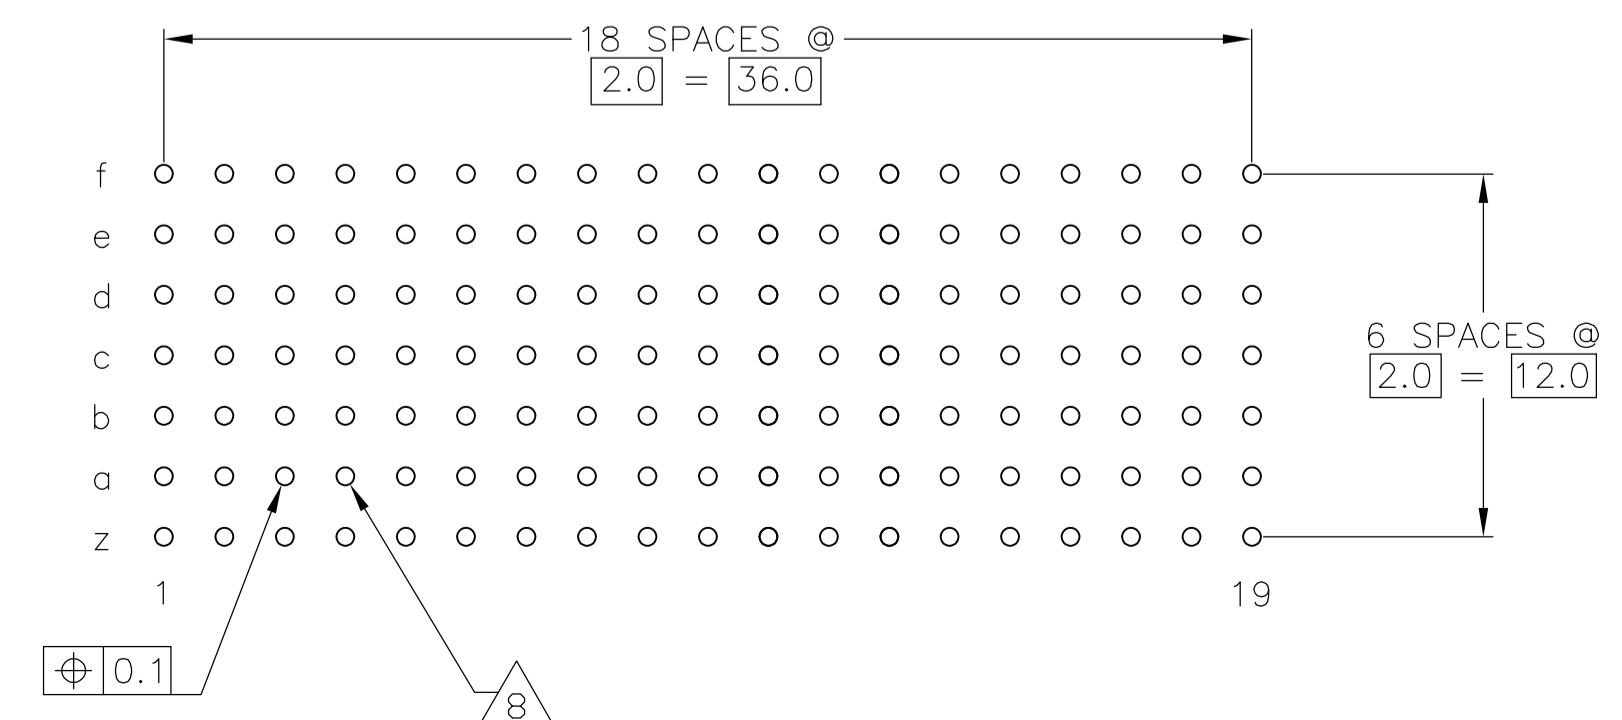 18 SPACES @
2.0 = 36.0
f
e
d
c
b
a
z
6 SPACES @
2.0 = 12.0
1
19
⌖ 0.1
8